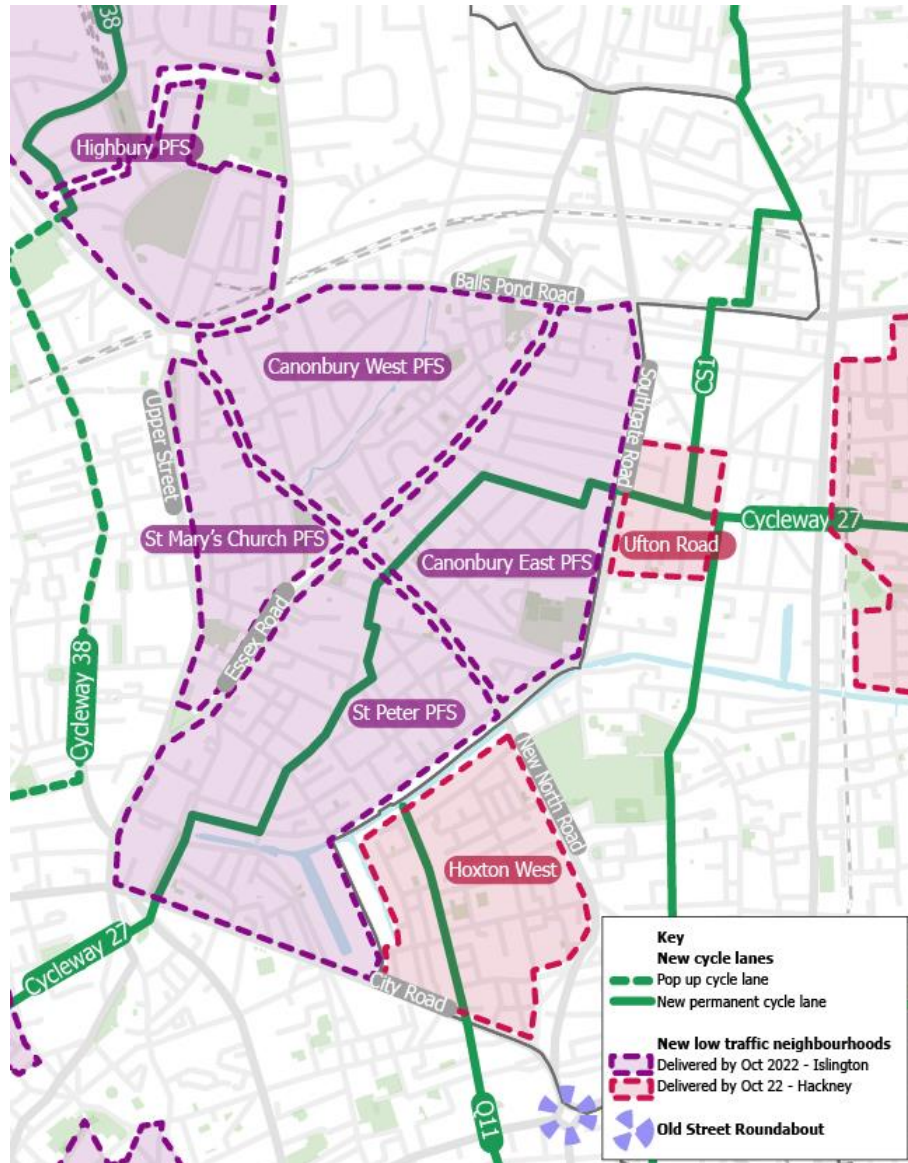 38
Highbury PFS
Balls Pond Road
Canonbury West PFS
CS1
Upper Street
Southgate Road
Cycleway 27
St Mary's Church PFS
Ufton Road
Canonbury East PFS
Essex Road
Cycleway 38
St Peter PFS
New North Road
Hoxton West
Cycleway 27
City Road
Q11
Key
New cycle lanes
Pop up cycle lane
New permanent cycle lane
New low traffic neighbourhoods
Delivered by Oct 2022 - Islington
Delivered by Oct 22 - Hackney
Old Street Roundabout